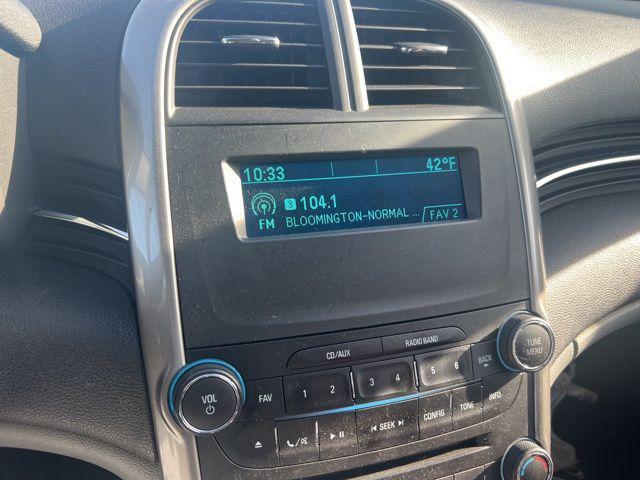 10:33 42°F
3 104.1
FM BLOOMINGTON-NORMAL ... FAV 2
CD/AUX RADIO BAND
TUNE
MENU
1 2 3 4 5 6 BACK
VOL FAV
SEEK CONFIG TONE INFO